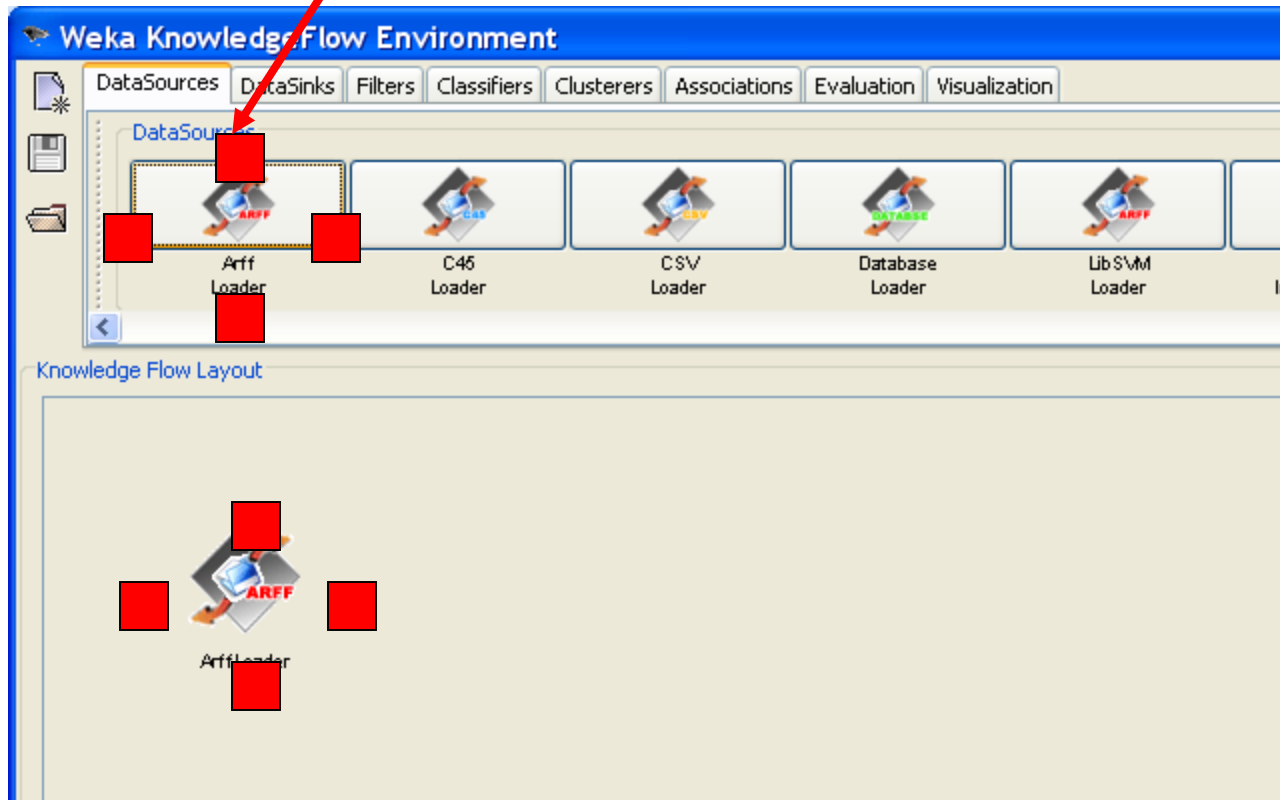 Weka KnowledgeFlow Environment
DataSources DataSinks Filters Classifiers Clusterers Associations Evaluation Visualization
DataSources
ARFF C45 CSV DATABSE ARFF
Arff C45 CSV Database LibSVM
Loader Loader Loader Loader Loader
Knowledge Flow Layout
ARFF
ArffLoader